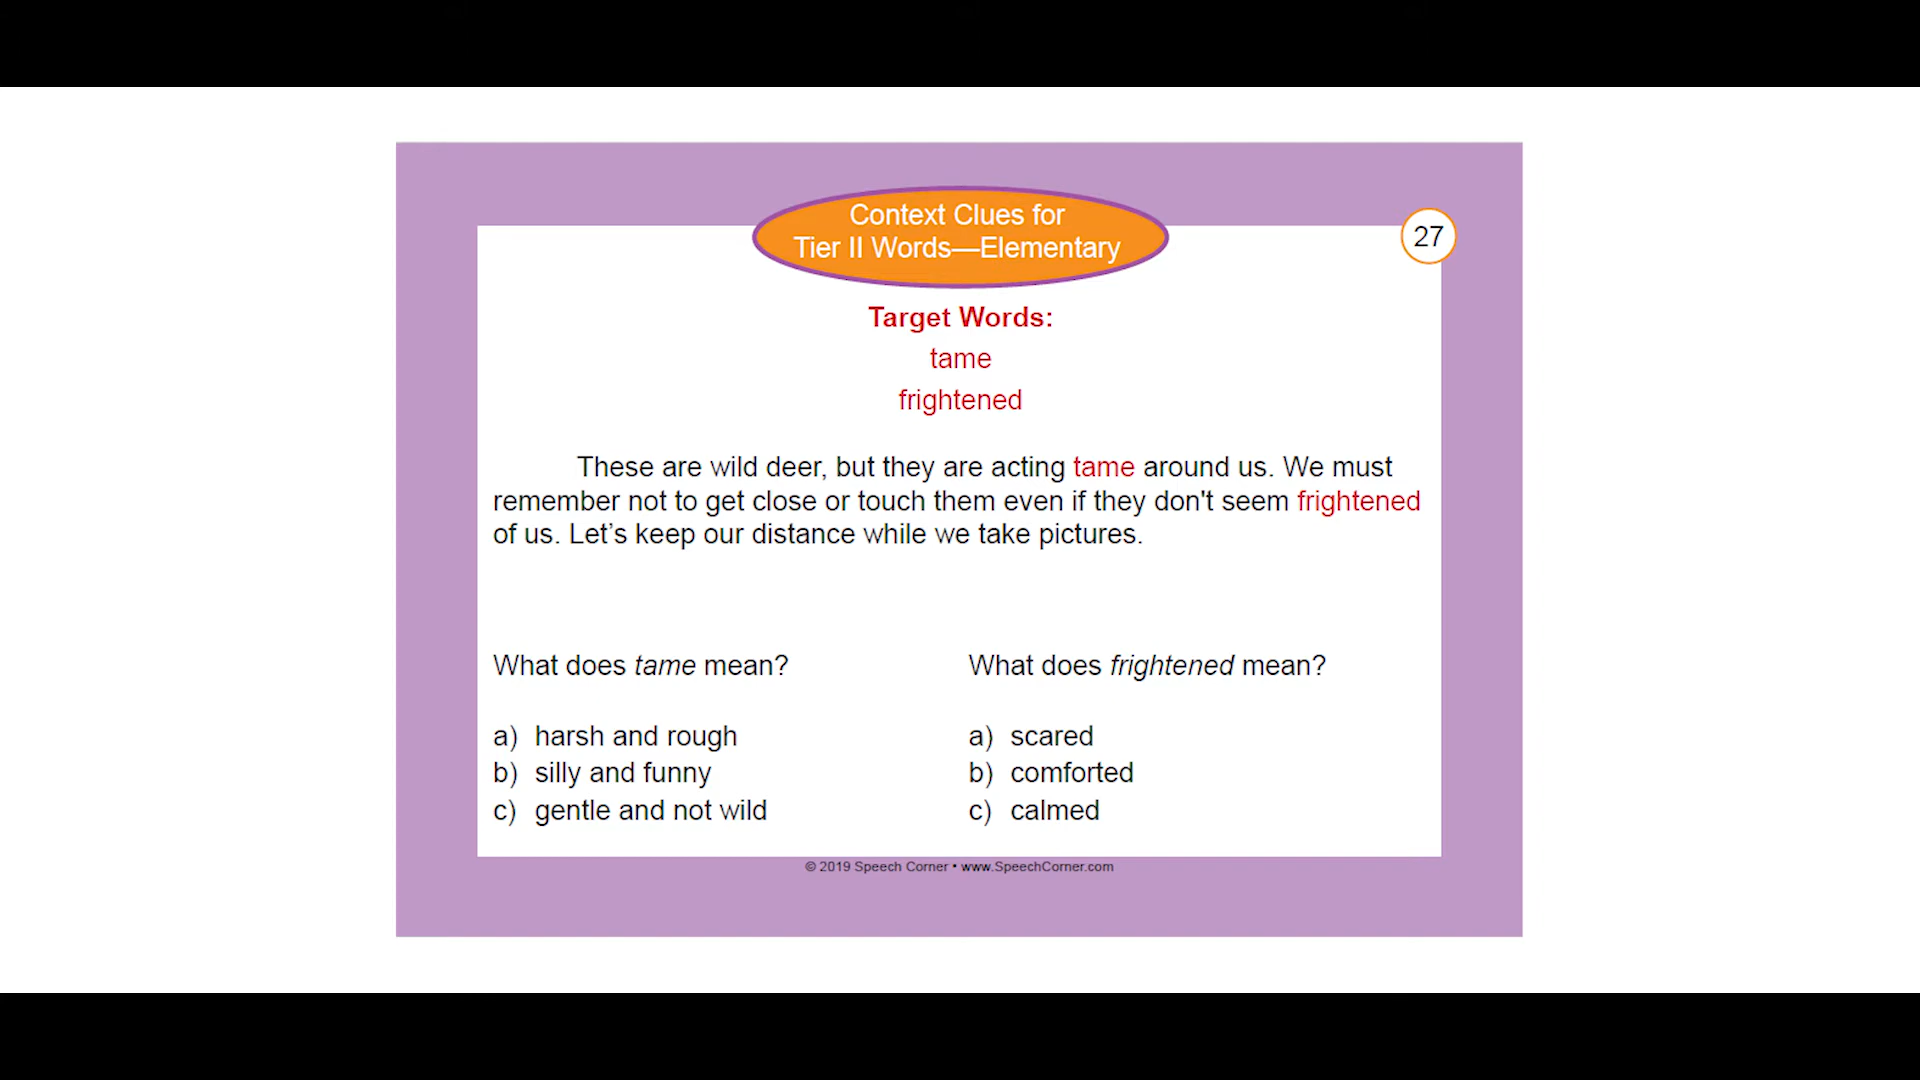 Context Clues for
Tier II Words—Elementary
27
Target Words:
tame
frightened
These are wild deer, but they are acting tame around us. We must
remember not to get close or touch them even if they don't seem frightened
of us. Let’s keep our distance while we take pictures.
What does tame mean?
a) harsh and rough
b) silly and funny
c) gentle and not wild
What does frightened mean?
a) scared
b) comforted
c) calmed
© 2019 Speech Corner • www.SpeechCorner.com